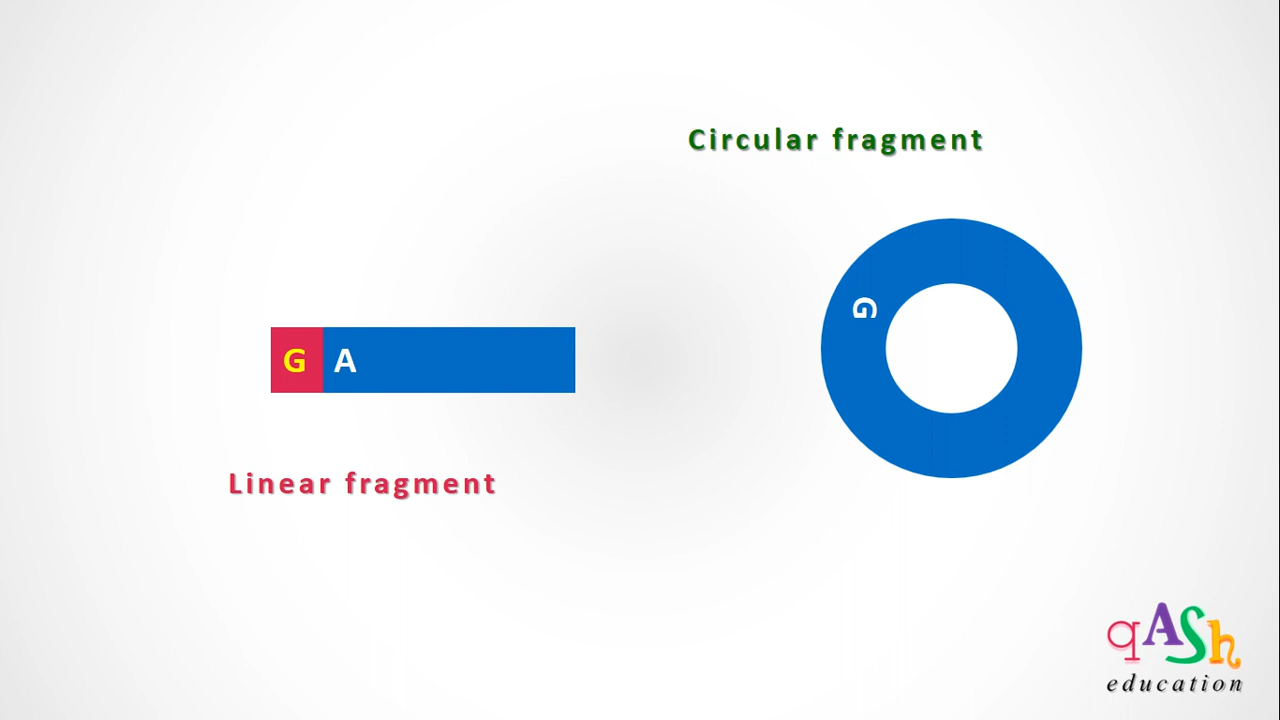 Circular fragment
G
G A
Linear fragment
qASh
education